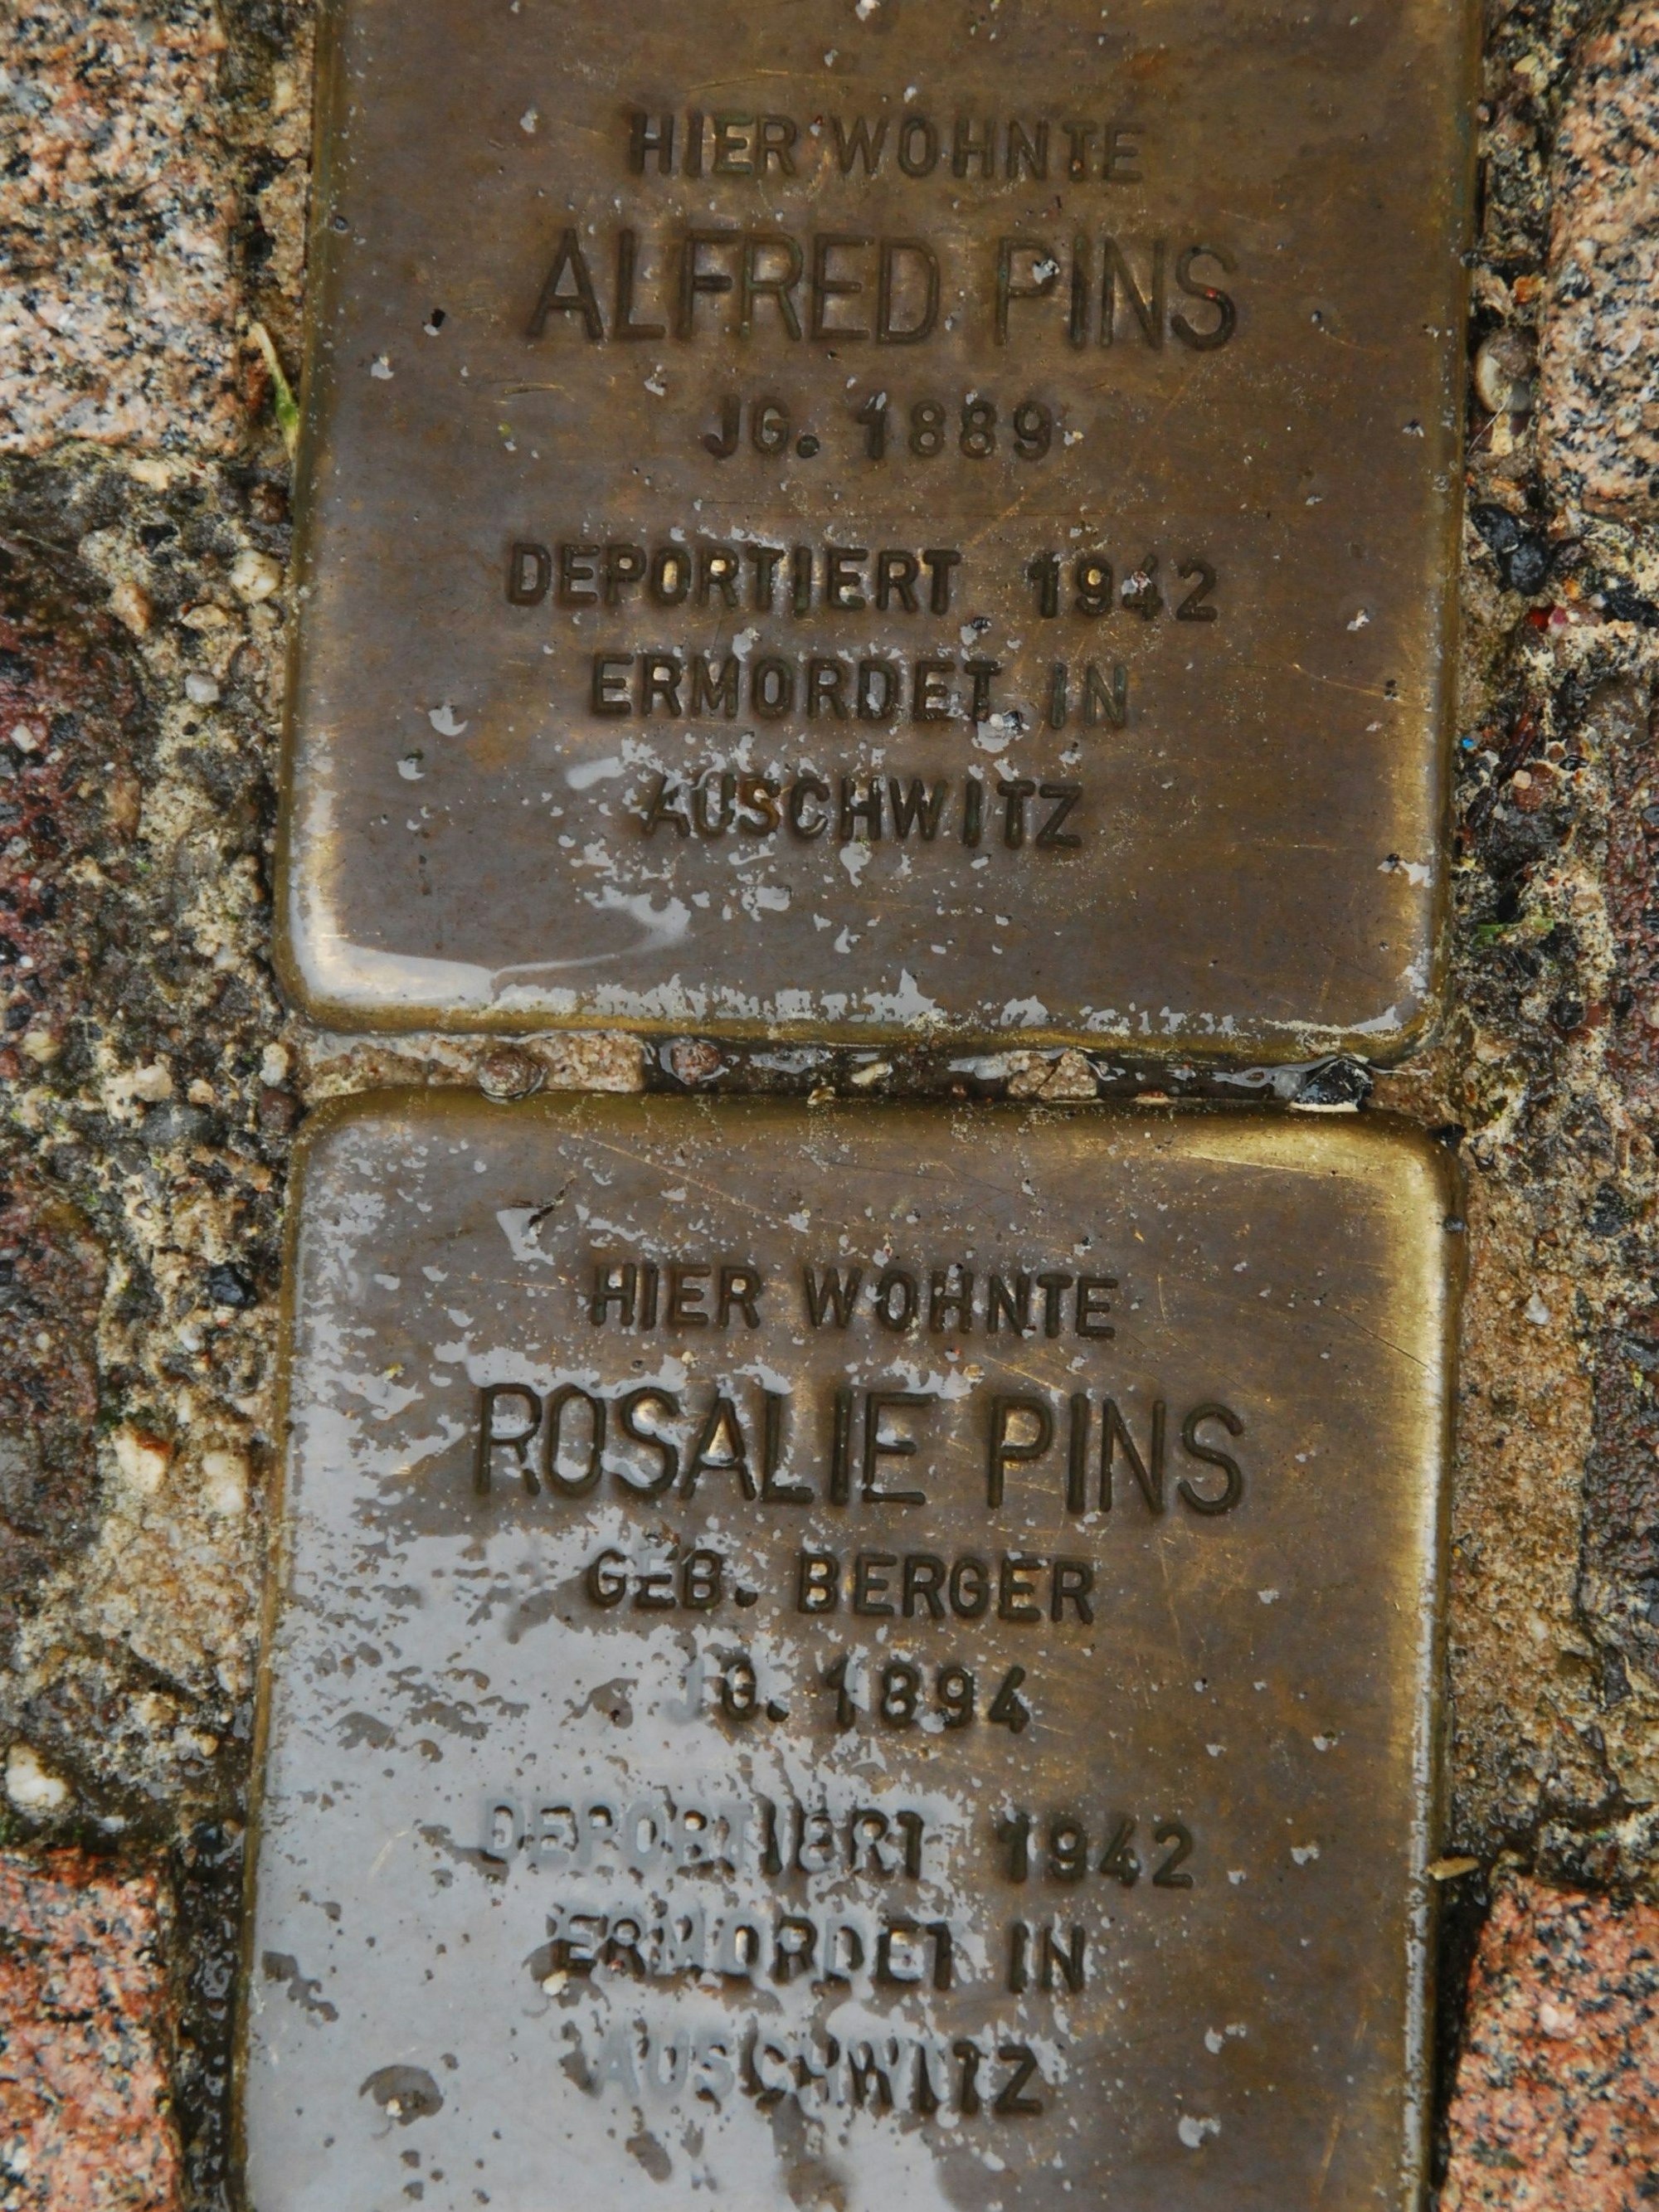 HIER WOHNTE
ALFRED PINS
JG. 1889
DEPORTIERT 1942
ERMORDET IN
AUSCHWITZ
HIER WOHNTE
ROSALIE PINS
GEB. BERGER
JG. 1894
DEPORTIERT 1942
ERMORDET IN
AUSCHWITZ